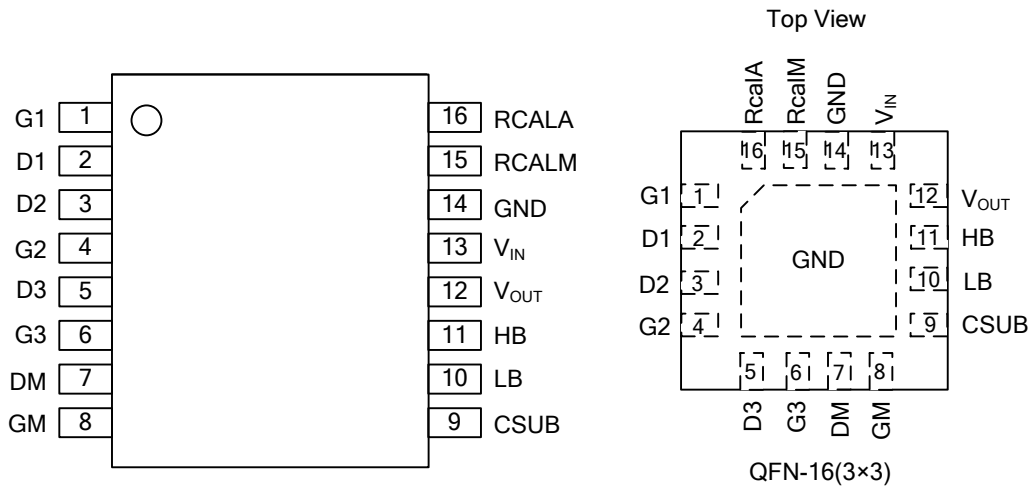 G1 1
D1 2
D2 3
G2 4
D3 5
G3 6
DM 7
GM 8
16 RCALA
15 RCALM
14 GND
13 VIN
12 VOUT
11 HB
10 LB
9 CSUB
Top View
RcalA
RcalM
GND
VIN
16 15 14 13
G1 1
D1 2
D2 3
G2 4
GND
12 VOUT
11 HB
10 LB
9 CSUB
5 6 7 8
D3
G3
DM
GM
QFN-16(3×3)